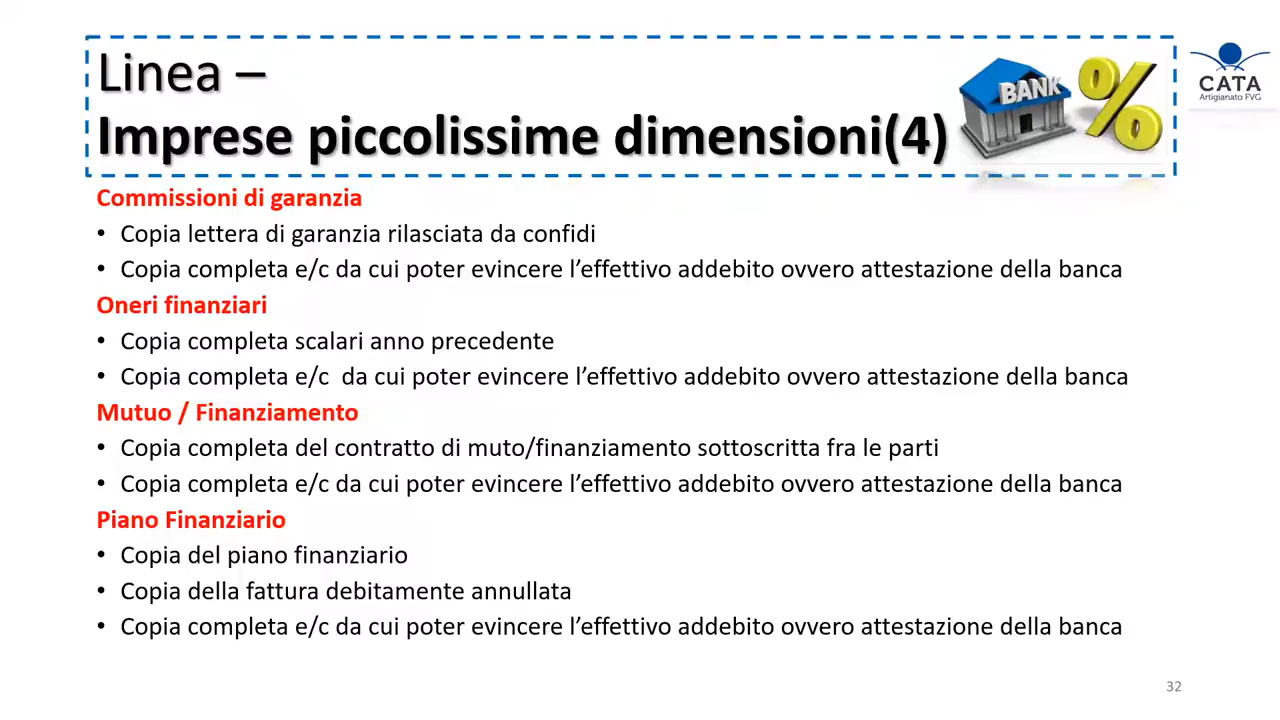 Linea –
Imprese piccolissime dimensioni(4)
BANK %
CATA
Artigianato FVG
Commissioni di garanzia
• Copia lettera di garanzia rilasciata da confidi
• Copia completa e/c da cui poter evincere l’effettivo addebito ovvero attestazione della banca
Oneri finanziari
• Copia completa scalari anno precedente
• Copia completa e/c  da cui poter evincere l’effettivo addebito ovvero attestazione della banca
Mutuo / Finanziamento
• Copia completa del contratto di muto/finanziamento sottoscritta fra le parti
• Copia completa e/c da cui poter evincere l’effettivo addebito ovvero attestazione della banca
Piano Finanziario
• Copia del piano finanziario
• Copia della fattura debitamente annullata
• Copia completa e/c da cui poter evincere l’effettivo addebito ovvero attestazione della banca
32